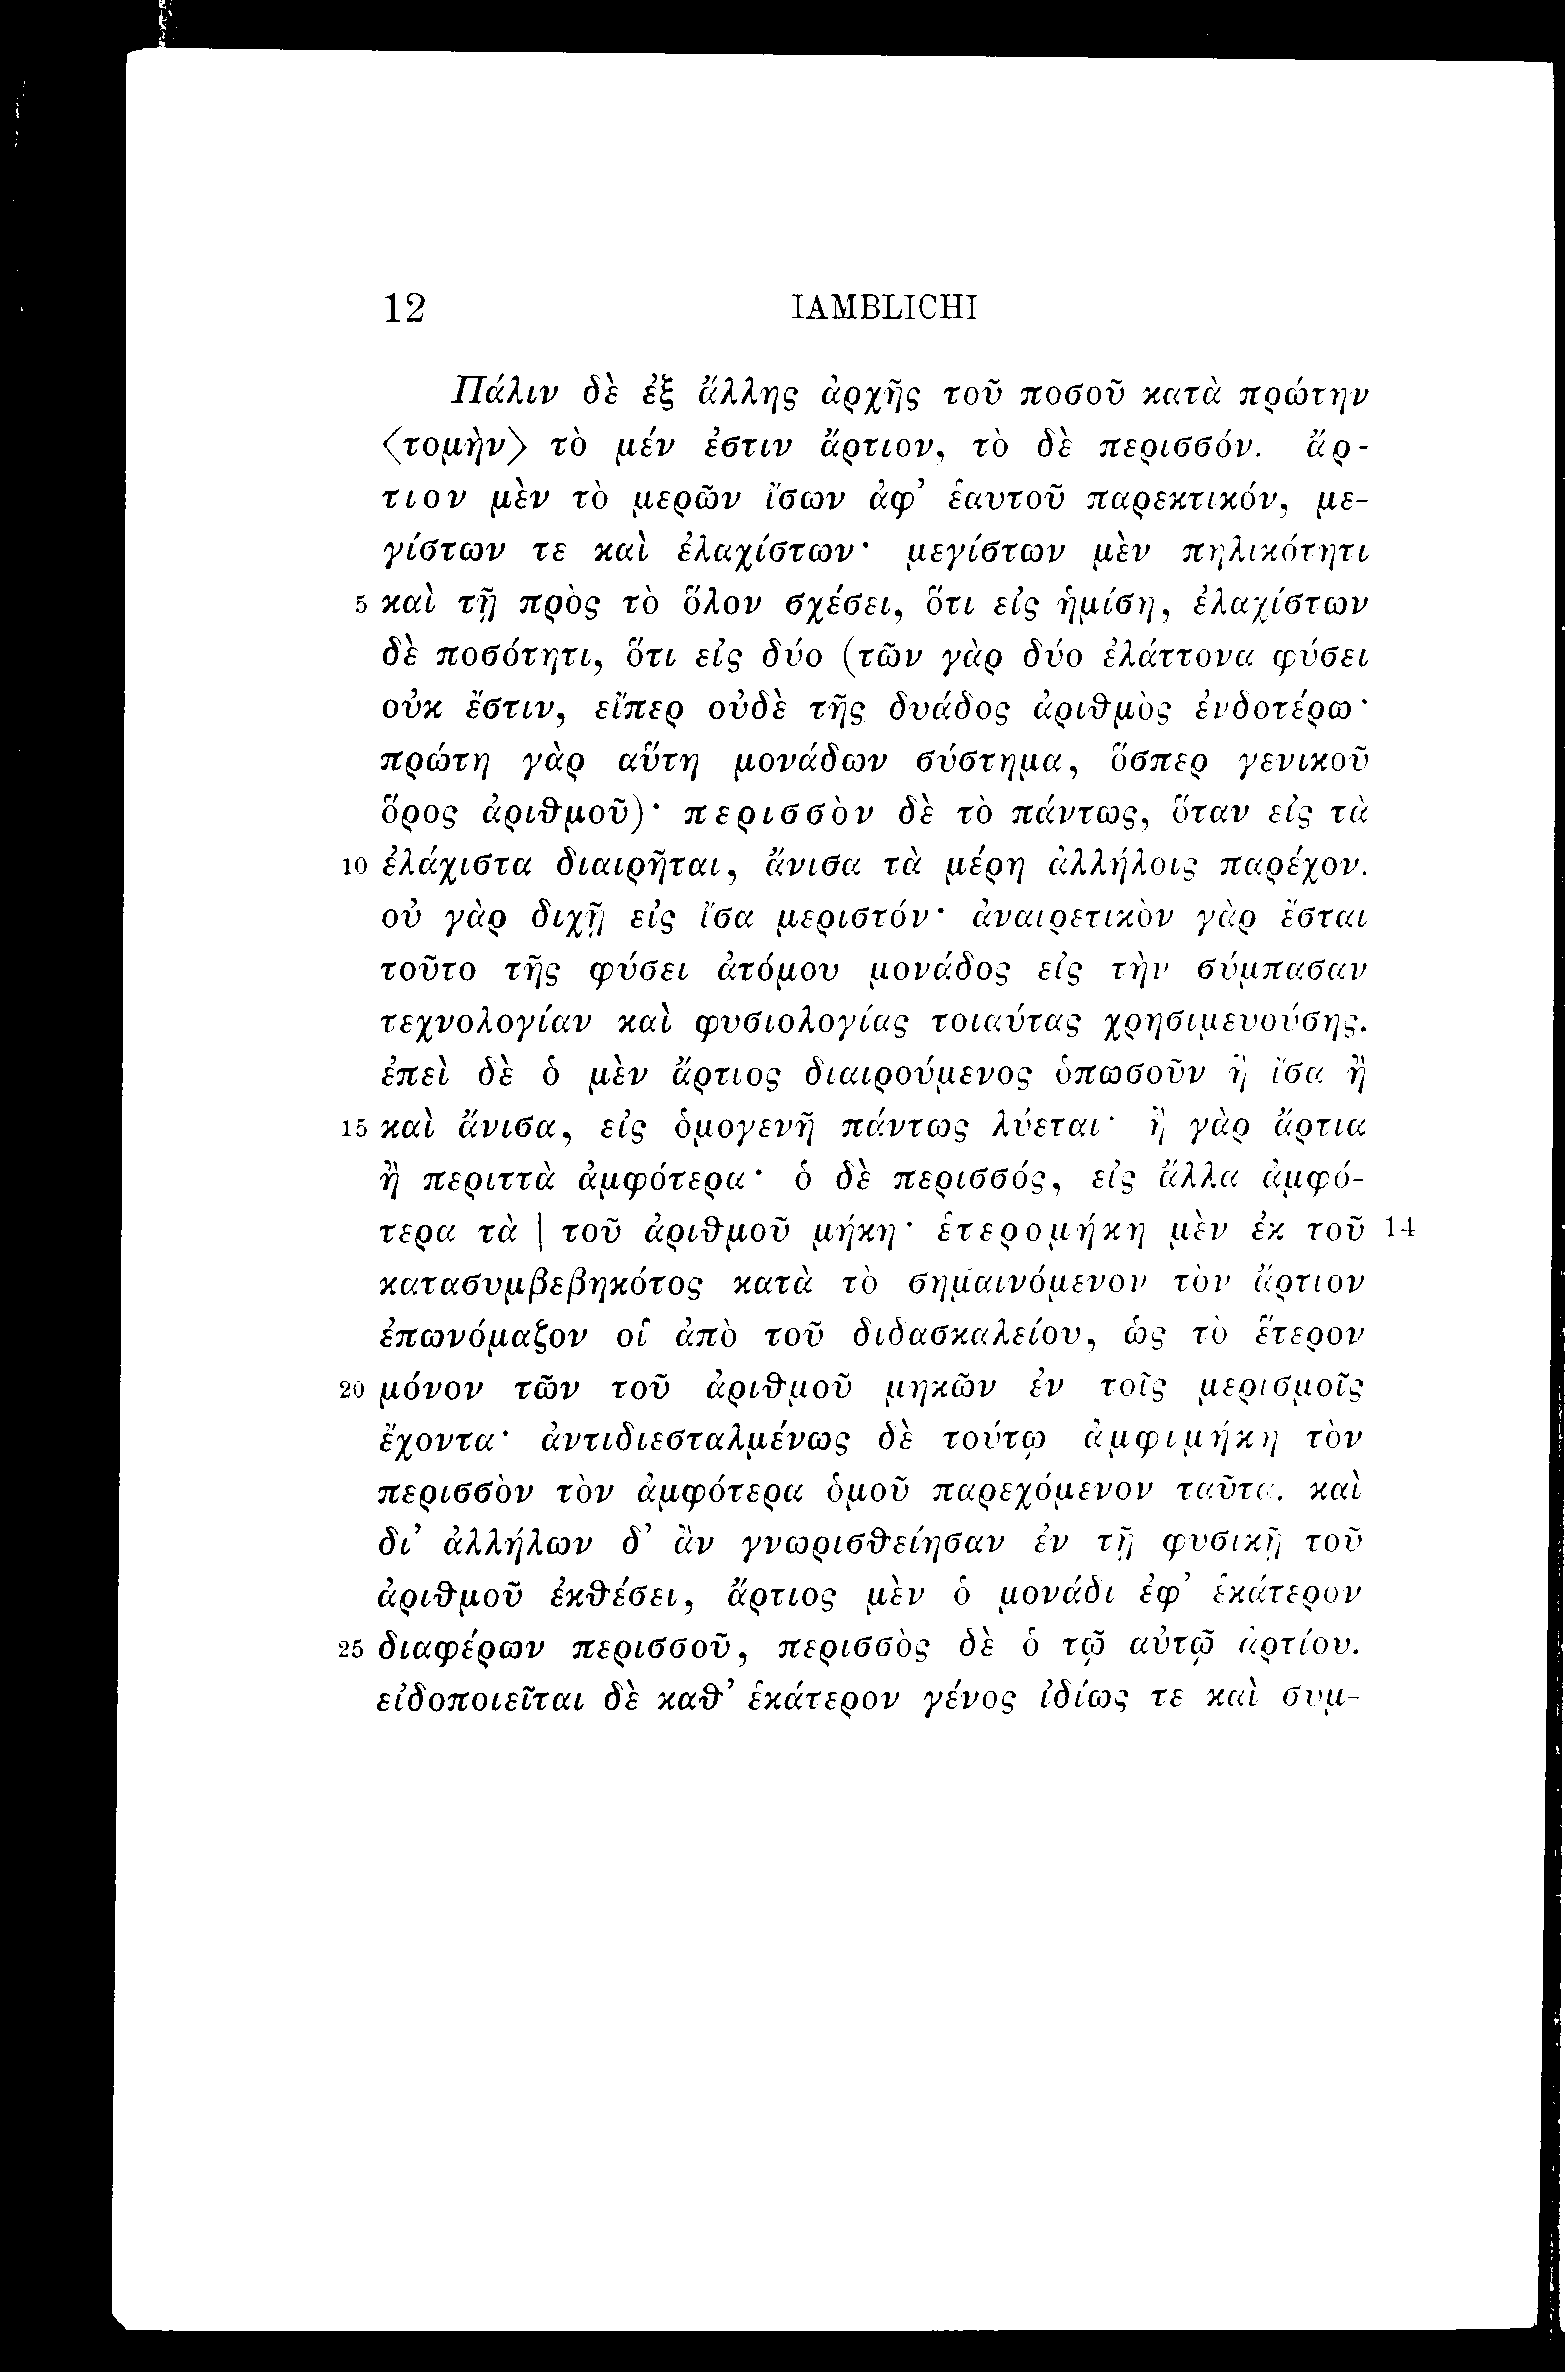 12 IAMBLICHI
Πάλιν δὲ ἐξ ἄλλης ἀρχῆς τοῦ ποσοῦ κατὰ πρώτην
⟨τομὴν⟩ τὸ μέν ἐστιν ἄρτιον, τὸ δὲ περισσόν. ἄρ-
τιον μὲν τὸ μερῶν ἴσων ἀφ’ ἑαυτοῦ παρεκτικόν, με-
γίστων τε καὶ ἐλαχίστων· μεγίστων μὲν πηλικότητι
5 καὶ τῇ πρὸς τὸ ὅλον σχέσει, ὅτι εἰς ἡμίση, ἐλαχίστων
δὲ ποσότητι, ὅτι εἰς δύο (τῶν γὰρ δύο ἐλάττονα φύσει
οὐκ ἔστιν, εἴπερ οὐδὲ τῆς δυάδος ἀριθμὸς ἐνδοτέρω·
πρώτη γὰρ αὕτη μονάδων σύστημα, ὅσπερ γενικοῦ
ὅρος ἀριθμοῦ)· περισσὸν δὲ τὸ πάντως, ὅταν εἰς τὰ
10 ἐλάχιστα διαιρῆται, ἄνισα τὰ μέρη ἀλλήλοις παρέχον.
οὐ γὰρ διχῇ εἰς ἴσα μεριστόν· ἀναιρετικὸν γὰρ ἔσται
τοῦτο τῆς φύσει ἀτόμου μονάδος εἰς τὴν σύμπασαν
τεχνολογίαν καὶ φυσιολογίας τοιαύτας χρησιμευούσης.
ἐπεὶ δὲ ὁ μὲν ἄρτιος διαιρούμενος ὁπωσοῦν ἢ ἴσα ἢ
15 καὶ ἄνισα, εἰς ὁμογενῆ πάντως λύεται· ἢ γὰρ ἄρτια
ἢ περιττὰ ἀμφότερα· ὁ δὲ περισσός, εἰς ἄλλα ἀμφό-
τερα τὰ | τοῦ ἀριθμοῦ μήκη· ἑτερομήκη μὲν ἐκ τοῦ 14
κατασυμβεβηκότος κατὰ τὸ σημαινόμενον τὸν ἄρτιον
ἐπωνόμαζον οἱ ἀπὸ τοῦ διδασκαλείου, ὡς τὸ ἕτερον
20 μόνον τῶν τοῦ ἀριθμοῦ μηκῶν ἐν τοῖς μερισμοῖς
ἔχοντα· ἀντιδιεσταλμένως δὲ τούτῳ ἀμφιμήκη τὸν
περισσὸν τὸν ἀμφότερα ὁμοῦ παρεχόμενον ταῦτα. καὶ
δι’ ἀλλήλων δ’ ἂν γνωρισθείησαν ἐν τῇ φυσικῇ τοῦ
ἀριθμοῦ ἐκθέσει, ἄρτιος μὲν ὁ μονάδι ἐφ’ ἑκάτερον
25 διαφέρων περισσοῦ, περισσὸς δὲ ὁ τῷ αὐτῷ ἀρτίου.
εἰδοποιεῖται δὲ καθ’ ἑκάτερον γένος ἰδίως τε καὶ συμ-